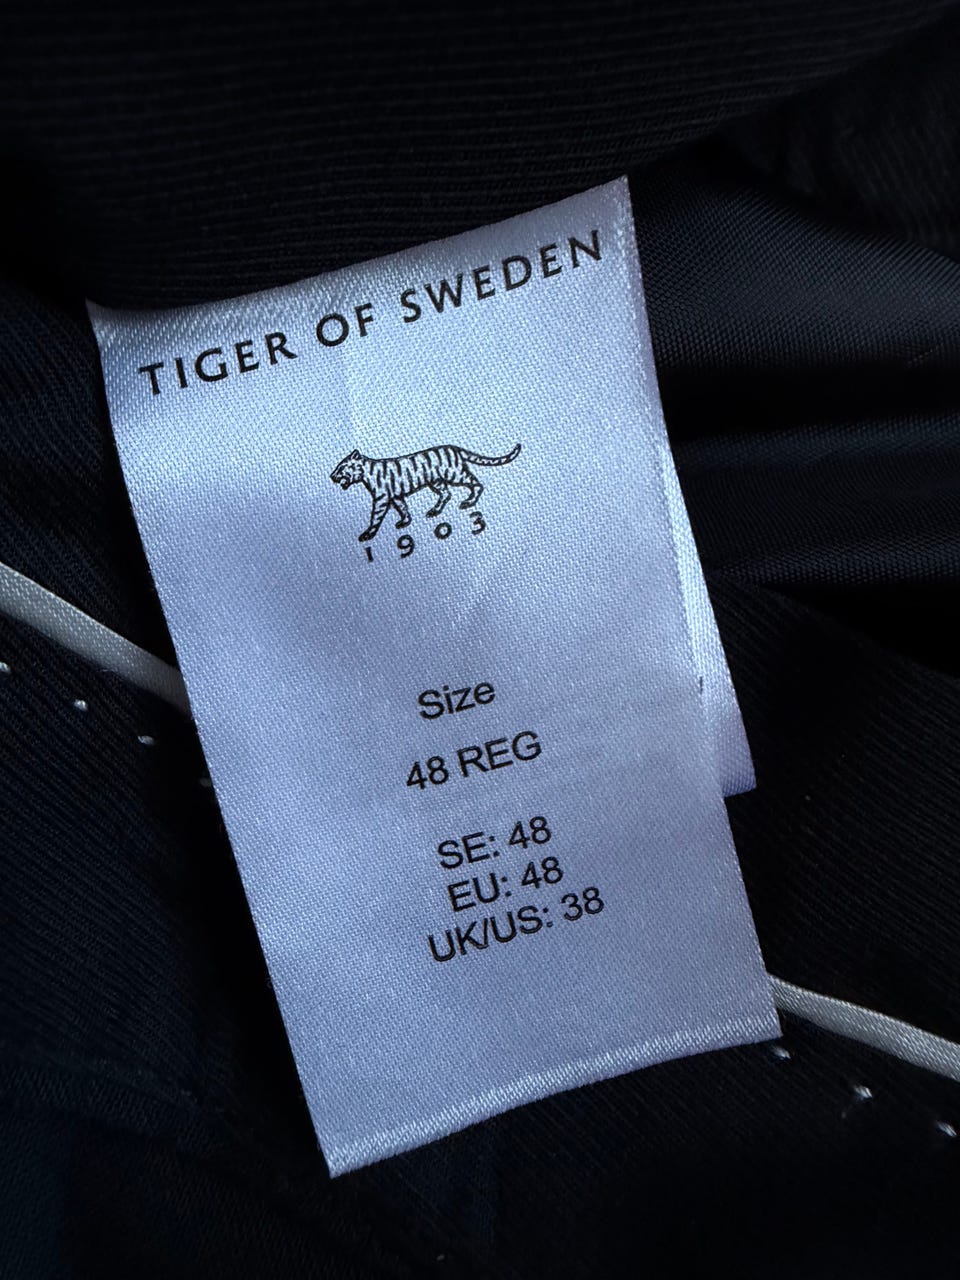 TIGER OF SWEDEN
1903
Size
48 REG
SE: 48
EU: 48
UK/US: 38